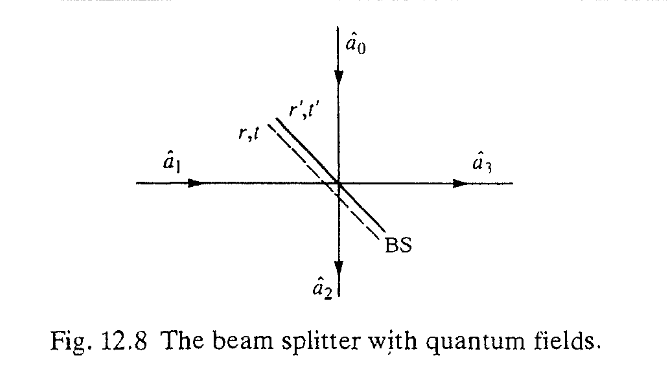 â₀
r',t'
r,t
â₁
â₃
BS
â₂
Fig. 12.8 The beam splitter with quantum fields.